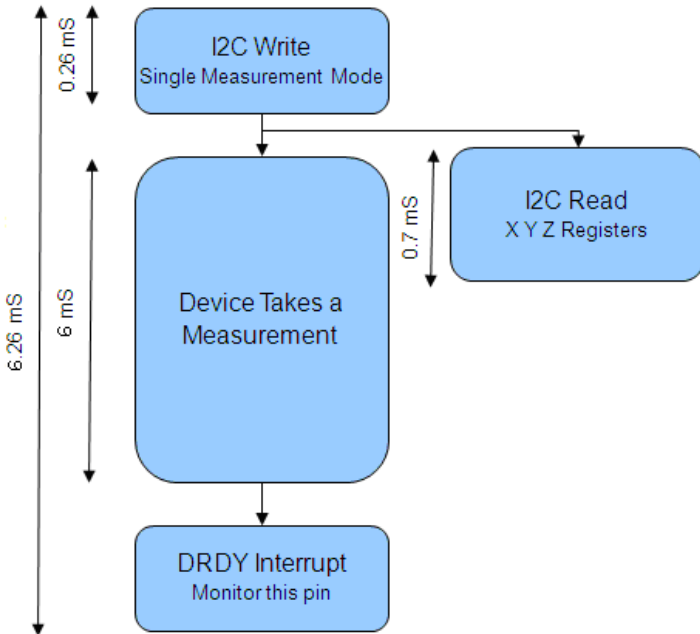 0.26 mS
I2C Write
Single Measurement Mode
6.26 mS
6 mS
Device Takes a
Measurement
0.7 mS
I2C Read
X Y Z Registers
DRDY Interrupt
Monitor this pin